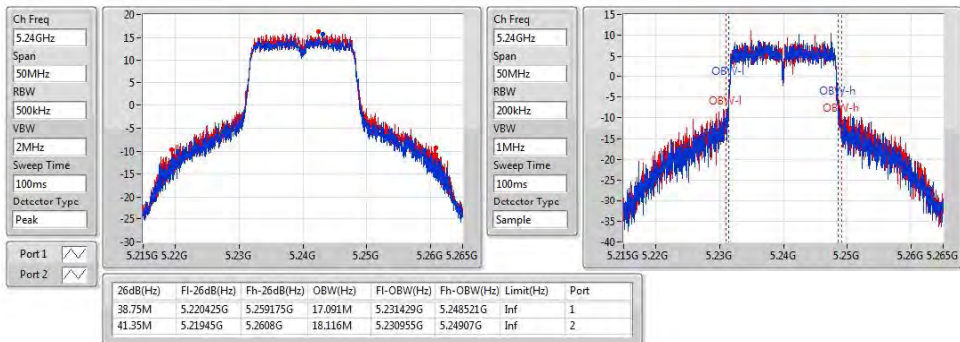 Ch Freq
5.24GHz
Span
50MHz
RBW
500kHz
VBW
2MHz
Sweep Time
100ms
Detector Type
Peak
Port 1
Port 2
20
15
10
5
0
-5
-10
-15
-20
-25
-30
5.215G 5.22G 5.23G 5.24G 5.25G 5.26G 5.265G
Ch Freq
5.24GHz
Span
50MHz
RBW
200kHz
VBW
1MHz
Sweep Time
100ms
Detector Type
Sample
15
10
5
0
-5
-10
-15
-20
-25
-30
-35
-40
OBW-l
OBW-l
OBW-h
OBW-h
5.215G 5.22G 5.23G 5.24G 5.25G 5.26G 5.265G
26dB(Hz) Fl-26dB(Hz) Fh-26dB(Hz) OBW(Hz) Fl-OBW(Hz) Fh-OBW(Hz) Limit(Hz) Port
38.75M 5.220425G 5.259175G 17.091M 5.231429G 5.248521G Inf 1
41.35M 5.21945G 5.2608G 18.116M 5.230955G 5.24907G Inf 2